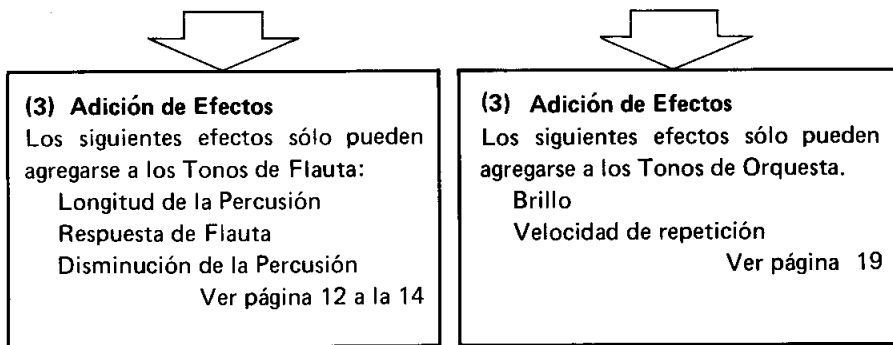 (3) Adición de Efectos
Los siguientes efectos sólo pueden
agregarse a los Tonos de Flauta:
Longitud de la Percusión
Respuesta de Flauta
Disminución de la Percusión
Ver página 12 a la 14
(3) Adición de Efectos
Los siguientes efectos sólo pueden
agregarse a los Tonos de Orquesta.
Brillo
Velocidad de repetición
Ver página 19